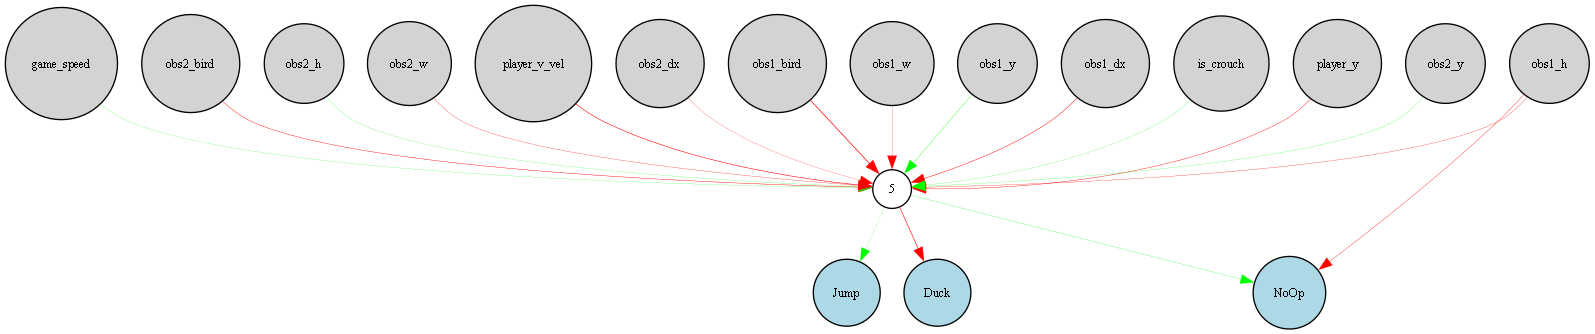 game_speed
obs2_bird
obs2_h
obs2_w
player_v_vel
obs2_dx
obs1_bird
obs1_w
obs1_y
obs1_dx
is_crouch
player_y
obs2_y
obs1_h
5
Jump
Duck
NoOp